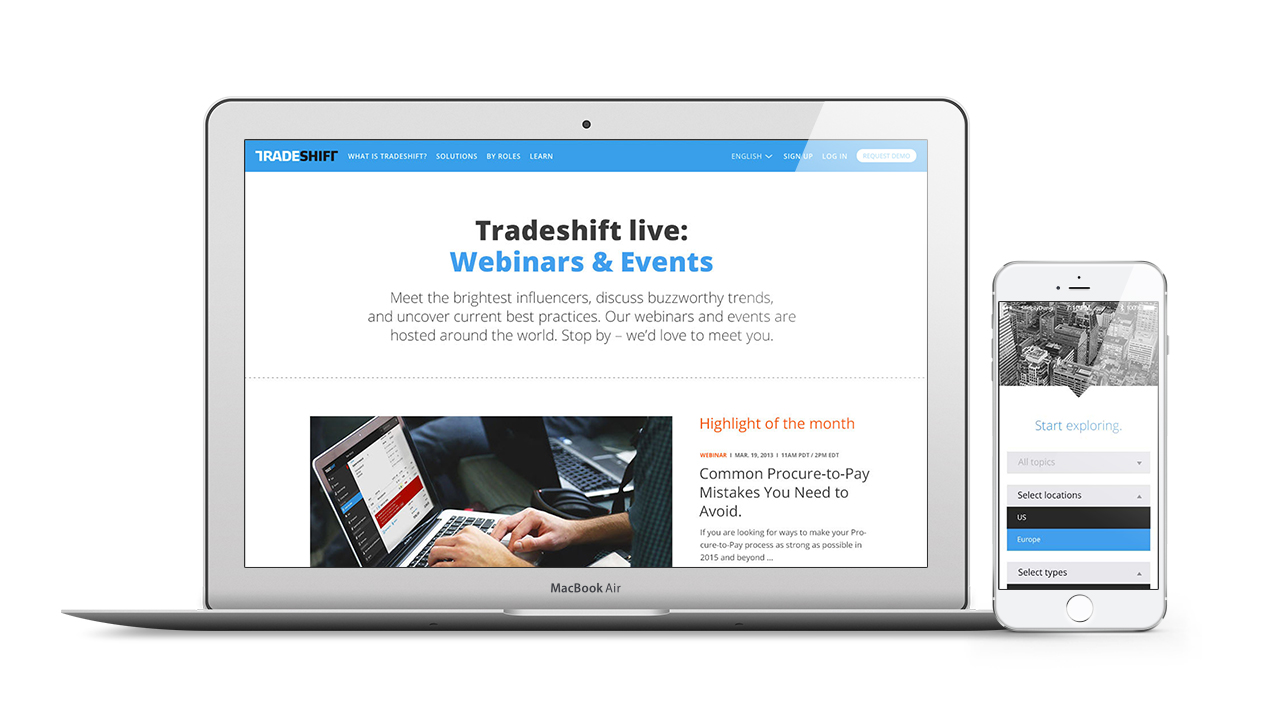 TRADESHIFT WHAT IS TRADESHIFT? SOLUTIONS BY ROLES LEARN ENGLISH SIGN UP LOG IN REQUEST DEMO
Tradeshift live:
Webinars & Events
Meet the brightest influencers, discuss buzzworthy trends,
and uncover current best practices. Our webinars and events are
hosted around the world. Stop by – we’d love to meet you.
Highlight of the month
WEBINAR I MAR. 19, 2013 I 11AM PDT / 2PM EDT
Common Procure-to-Pay
Mistakes You Need to
Avoid.
If you are looking for ways to make your Pro-
cure-to-Pay process as strong as possible in
2015 and beyond ...
MacBook Air
Start exploring.
All topics
Select locations
US
Europe
Select types